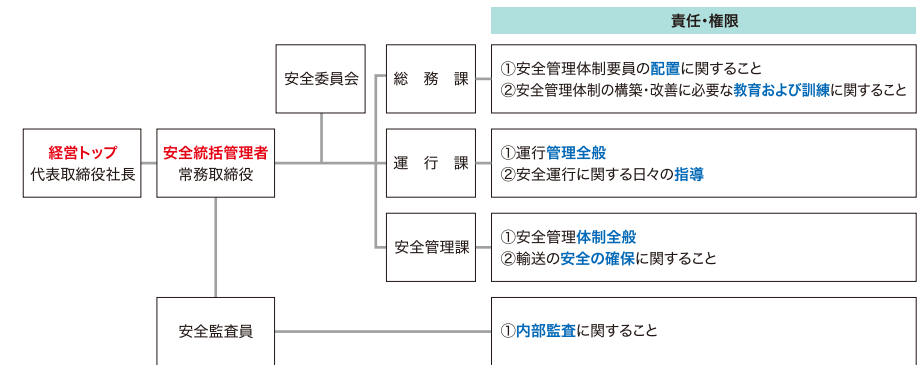 責任・権限
安全委員会
総務課
①安全管理体制要員の配置に関すること
②安全管理体制の構築・改善に必要な教育および訓練に関すること
経営トップ
代表取締役社長
安全統括管理者
常務取締役
運行課
①運行管理全般
②安全運行に関する日々の指導
安全管理課
①安全管理体制全般
②輸送の安全の確保に関すること
安全監査員
①内部監査に関すること